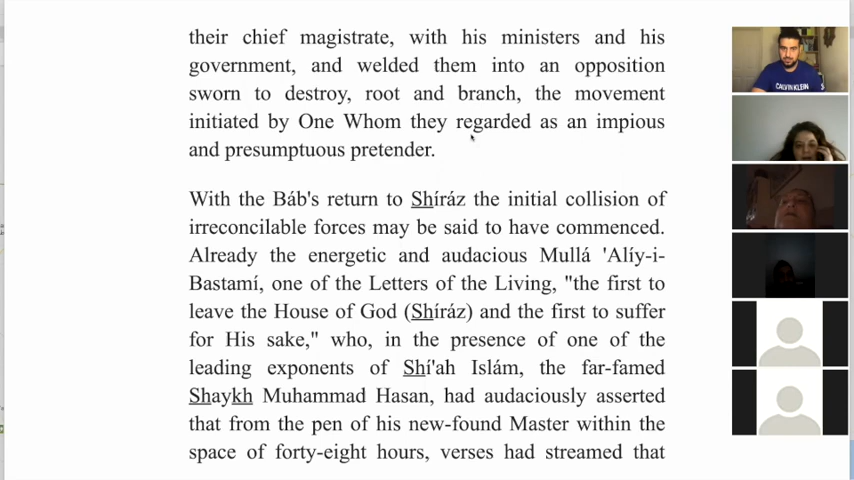 their chief magistrate, with his ministers and his
government, and welded them into an opposition
sworn to destroy, root and branch, the movement
initiated by One Whom they regarded as an impious
and presumptuous pretender.
With the Báb's return to Shíráz the initial collision of
irreconcilable forces may be said to have commenced.
Already the energetic and audacious Mullá 'Alíy-i-
Bastamí, one of the Letters of the Living, "the first to
leave the House of God (Shíráz) and the first to suffer
for His sake," who, in the presence of one of the
leading exponents of Shí'ah Islám, the far-famed
Shaykh Muhammad Hasan, had audaciously asserted
that from the pen of his new-found Master within the
space of forty-eight hours, verses had streamed that
CALVIN KLEIN